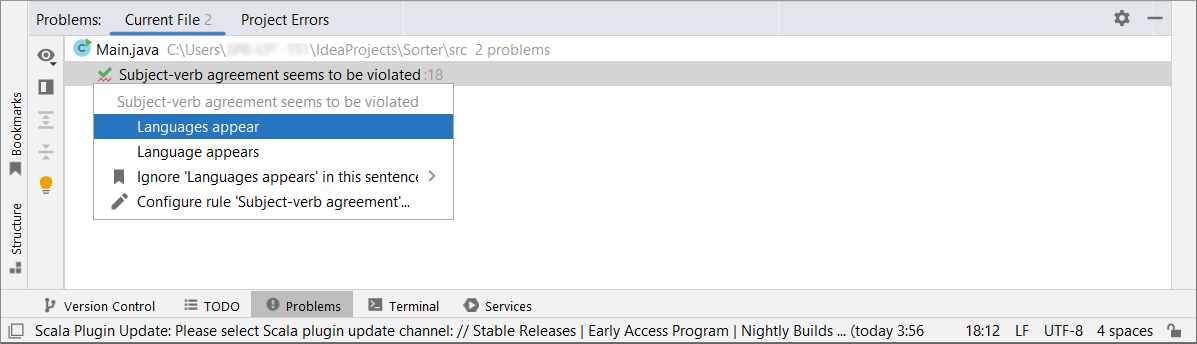 Problems: Current File 2 Project Errors
Main.java C:\Users\ \IdeaProjects\Sorter\src 2 problems
Subject-verb agreement seems to be violated :18
Subject-verb agreement seems to be violated
Languages appear
Language appears
Ignore 'Languages appears' in this sentence
Configure rule 'Subject-verb agreement'...
Bookmarks
Structure
Version Control TODO Problems Terminal Services
Scala Plugin Update: Please select Scala plugin update channel: // Stable Releases | Early Access Program | Nightly Builds ... (today 3:56 18:12 LF UTF-8 4 spaces